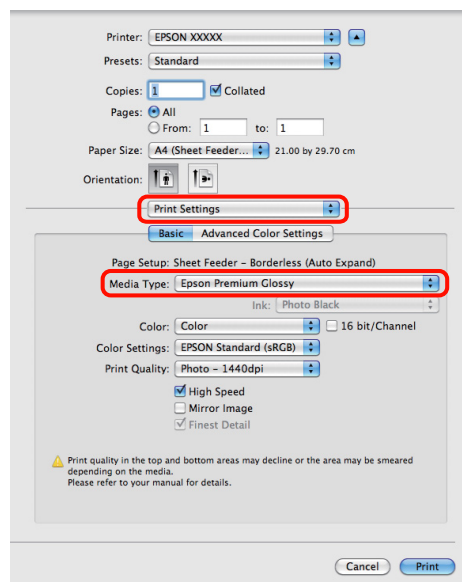 Printer: EPSON XXXXX
Presets: Standard
Copies: 1 Collated
Pages: All
From: 1 to: 1
Paper Size: A4 (Sheet Feeder... 21.00 by 29.70 cm
Orientation:
Print Settings
Basic Advanced Color Settings
Page Setup: Sheet Feeder – Borderless (Auto Expand)
Media Type: Epson Premium Glossy
Ink: Photo Black
Color: Color 16 bit/Channel
Color Settings: EPSON Standard (sRGB)
Print Quality: Photo – 1440dpi
High Speed
Mirror Image
Finest Detail
Print quality in the top and bottom areas may decline or the area may be smeared
depending on the media.
Please refer to your manual for details.
Cancel Print